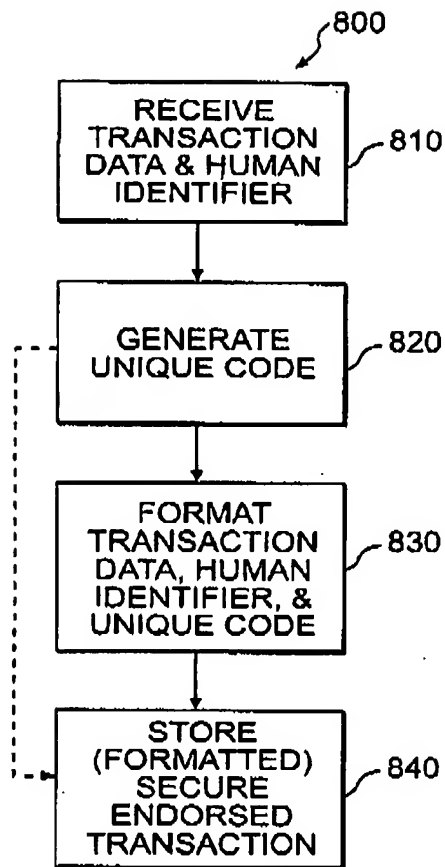 800
RECEIVE
TRANSACTION
DATA & HUMAN
IDENTIFIER
810
GENERATE
UNIQUE CODE
820
FORMAT
TRANSACTION
DATA, HUMAN
IDENTIFIER, &
UNIQUE CODE
830
STORE
(FORMATTED)
SECURE
ENDORSED
TRANSACTION
840